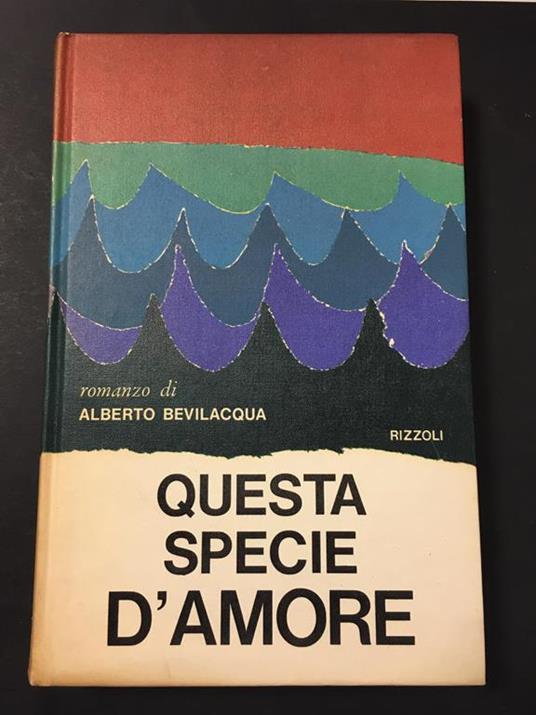 romanzo di
ALBERTO BEVILACQUA
RIZZOLI
QUESTA
SPECIE
D'AMORE